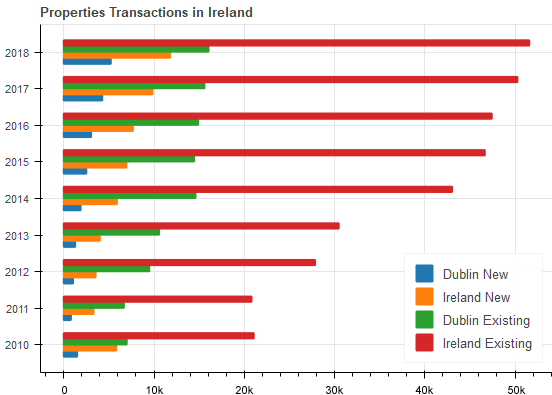 Properties Transactions in Ireland
2018
2017
2016
2015
2014
2013
2012
2011
2010
Dublin New
Ireland New
Dublin Existing
Ireland Existing
0 10k 20k 30k 40k 50k